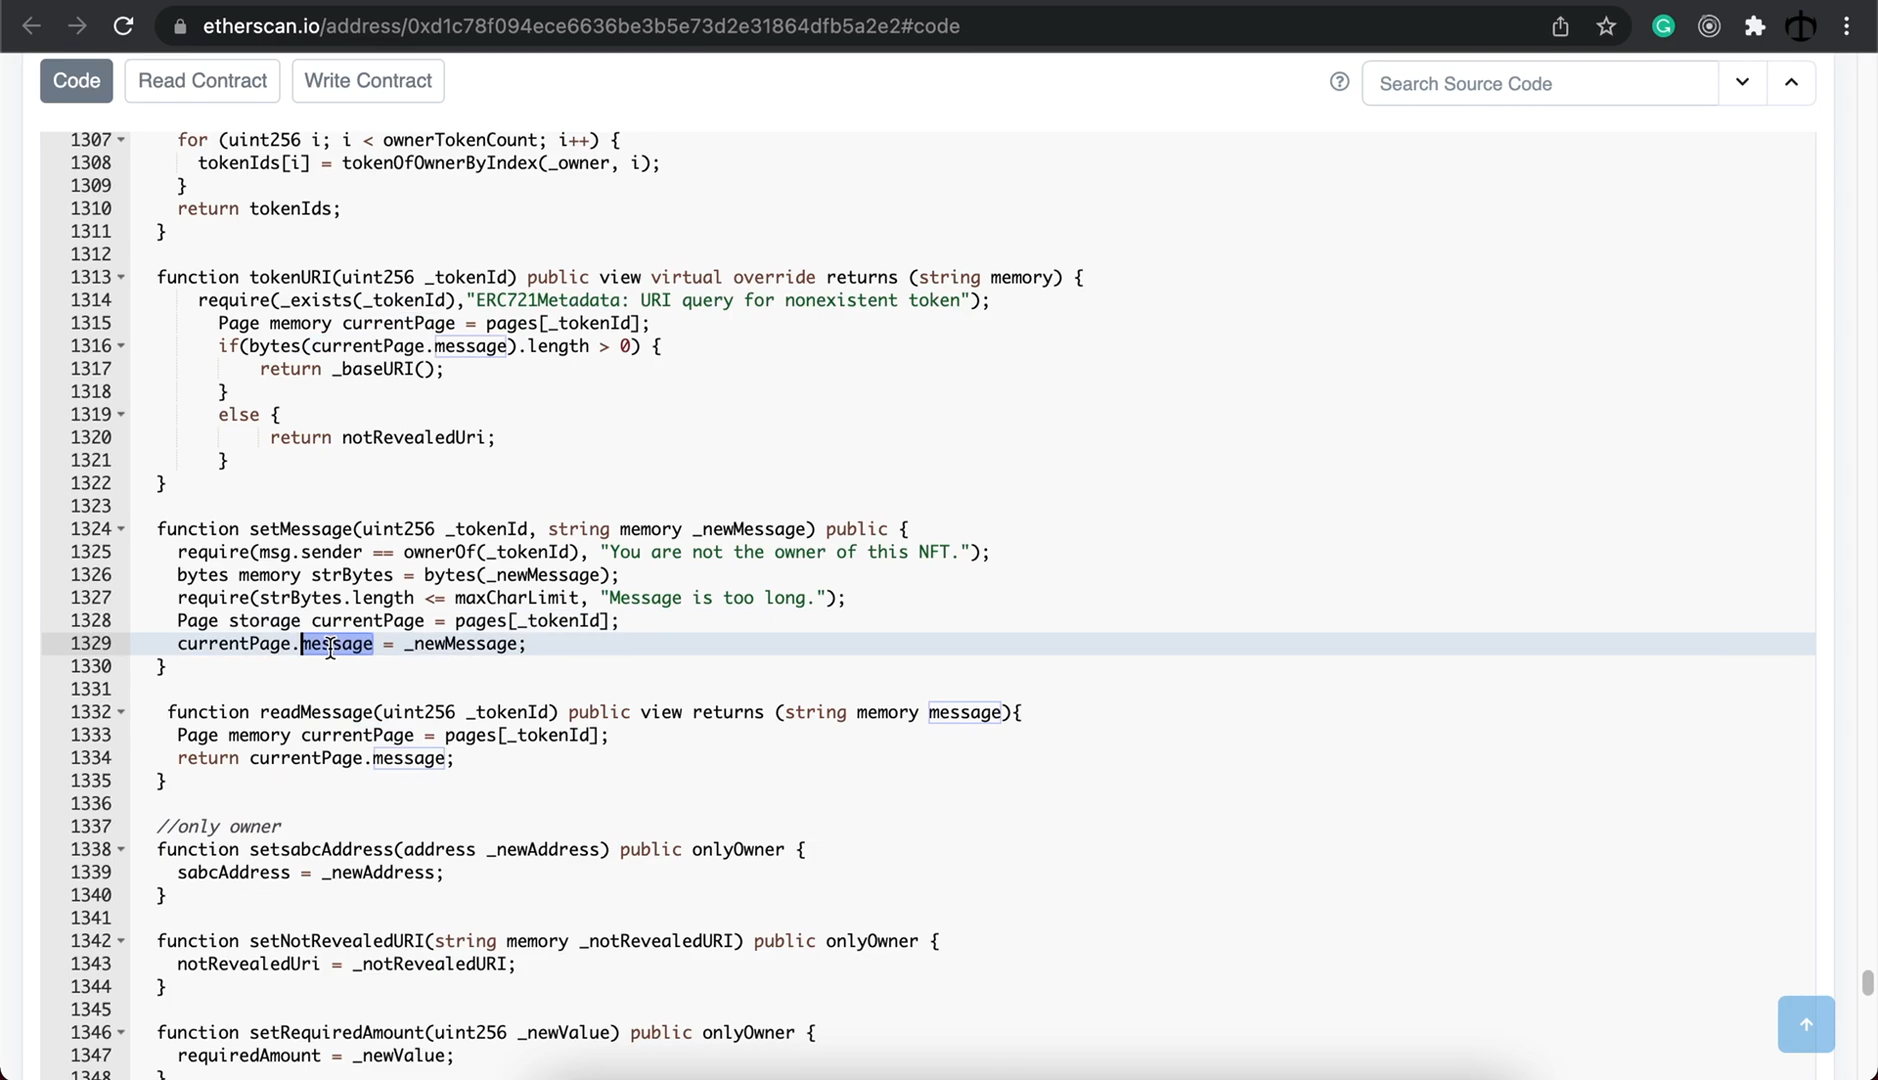 etherscan.io/address/0xd1c78f094ece6636be3b5e73d2e31864dfb5a2e2#code
Code Read Contract Write Contract Search Source Code
1307 for (uint256 i; i < ownerTokenCount; i++) {
1308 tokenIds[i] = tokenOfOwnerByIndex(_owner, i);
1309 }
1310 return tokenIds;
1311 }
1312
1313 function tokenURI(uint256 _tokenId) public view virtual override returns (string memory) {
1314 require(_exists(_tokenId),"ERC721Metadata: URI query for nonexistent token");
1315 Page memory currentPage = pages[_tokenId];
1316 if(bytes(currentPage.message).length > 0) {
1317 return _baseURI();
1318 }
1319 else {
1320 return notRevealedUri;
1321 }
1322 }
1323
1324 function setMessage(uint256 _tokenId, string memory _newMessage) public {
1325 require(msg.sender == ownerOf(_tokenId), "You are not the owner of this NFT.");
1326 bytes memory strBytes = bytes(_newMessage);
1327 require(strBytes.length <= maxCharLimit, "Message is too long.");
1328 Page storage currentPage = pages[_tokenId];
1329 currentPage.message = _newMessage;
1330 }
1331
1332 function readMessage(uint256 _tokenId) public view returns (string memory message){
1333 Page memory currentPage = pages[_tokenId];
1334 return currentPage.message;
1335 }
1336
1337 //only owner
1338 function setsabcAddress(address _newAddress) public onlyOwner {
1339 sabcAddress = _newAddress;
1340 }
1341
1342 function setNotRevealedURI(string memory _notRevealedURI) public onlyOwner {
1343 notRevealedUri = _notRevealedURI;
1344 }
1345
1346 function setRequiredAmount(uint256 _newValue) public onlyOwner {
1347 requiredAmount = _newValue;
1348 }